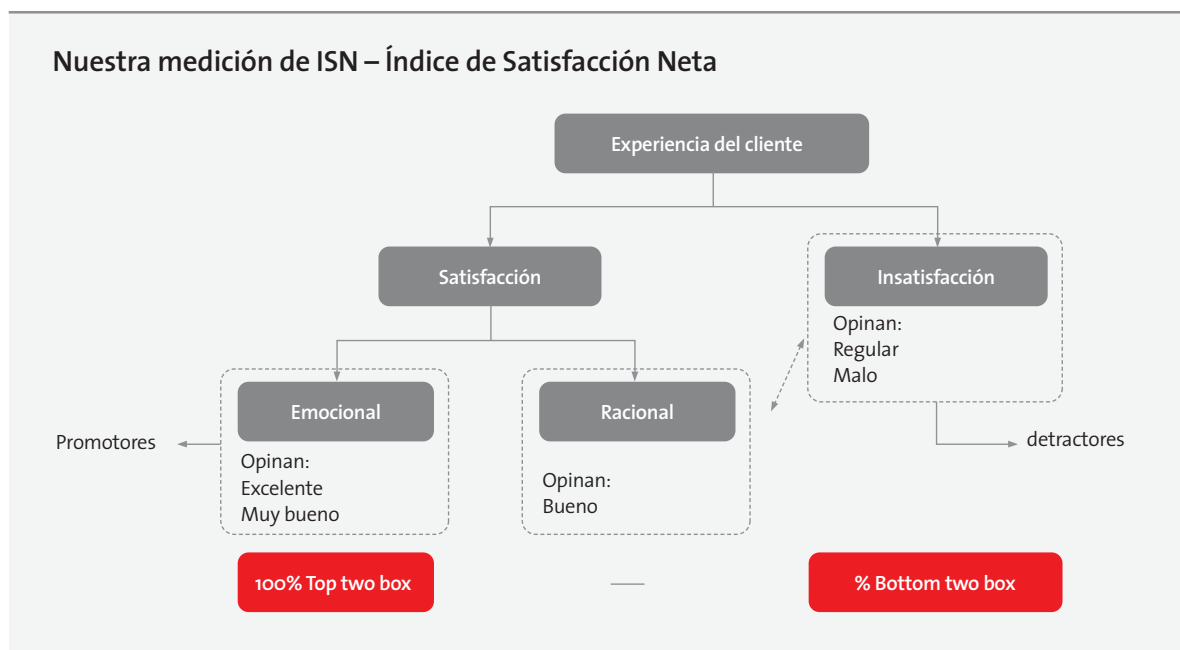 Nuestra medición de ISN – Índice de Satisfacción Neta
Experiencia del cliente
Satisfacción
Insatisfacción
Opinan:
Regular
Malo
Emocional
Racional
Promotores
detractores
Opinan:
Excelente
Muy bueno
Opinan:
Bueno
100% Top two box
—
% Bottom two box